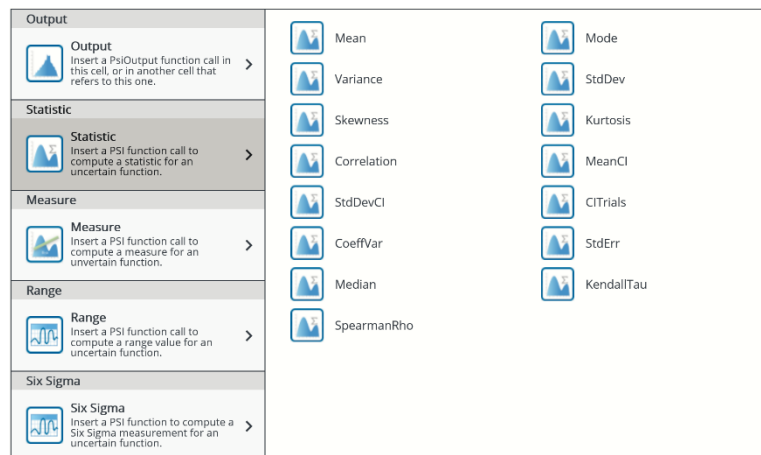 Output
Output
Insert a PsiOutput function call in
this cell, or in another cell that
refers to this one.
Statistic
Statistic
Insert a PSI function call to
compute a statistic for an
uncertain function.
Measure
Measure
Insert a PSI function call to
compute a measure for an
unvertain function.
Range
Range
Insert a PSI function call to
compute a range value for an
uncertain function.
Six Sigma
Six Sigma
Insert a PSI function to compute a
Six Sigma measurement for an
uncertain function.
Mean
Mode
Variance
StdDev
Skewness
Kurtosis
Correlation
MeanCI
StdDevCI
CITrials
CoeffVar
StdErr
Median
KendallTau
SpearmanRho